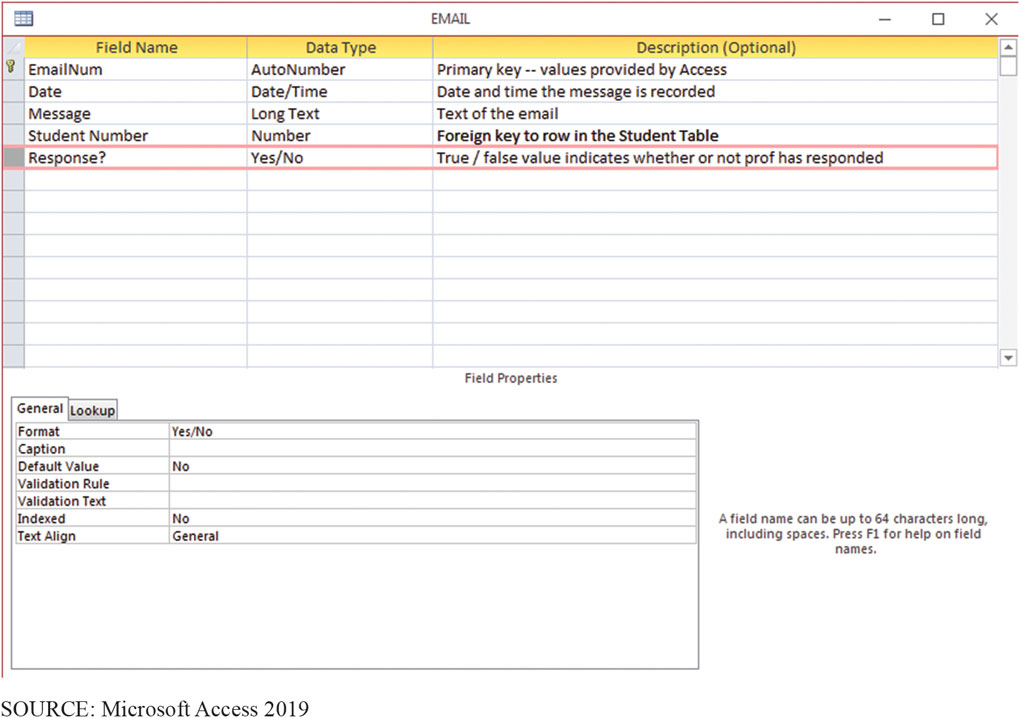 EMAIL
Field Name Data Type Description (Optional)
EmailNum AutoNumber Primary key -- values provided by Access
Date Date/Time Date and time the message is recorded
Message Long Text Text of the email
Student Number Number Foreign key to row in the Student Table
Response? Yes/No True / false value indicates whether or not prof has responded
Field Properties
General Lookup
Format Yes/No
Caption
Default Value No
Validation Rule
Validation Text
Indexed No
Text Align General
A field name can be up to 64 characters long,
including spaces. Press F1 for help on field
names.
SOURCE: Microsoft Access 2019